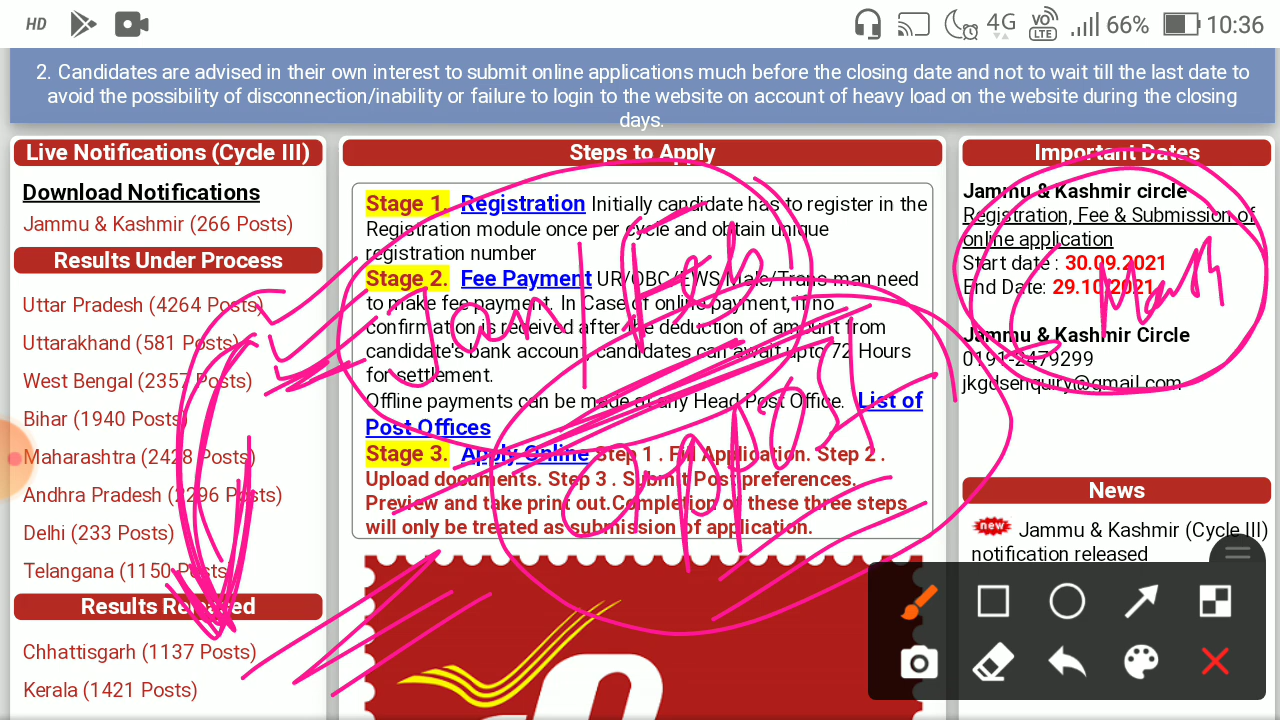 HD
4G
VO
LTE
66%
10:36
2. Candidates are advised in their own interest to submit online applications much before the closing date and not to wait till the last date to
avoid the possibility of disconnection/inability or failure to login to the website on account of heavy load on the website during the closing
days.
Live Notifications (Cycle III)
Download Notifications
Jammu & Kashmir (266 Posts)
Results Under Process
Uttar Pradesh (4264 Posts)
Uttarakhand (581 Posts)
West Bengal (2357 Posts)
Bihar (1940 Posts)
Maharashtra (2428 Posts)
Andhra Pradesh (2296 Posts)
Delhi (233 Posts)
Telangana (1150 Posts)
Results Released
Chhattisgarh (1137 Posts)
Kerala (1421 Posts)
Steps to Apply
Stage 1. Registration Initially candidate has to register in the
Registration module once per cycle and obtain unique
registration number
Stage 2. Fee Payment UR/OBC/EWS Male/Trans-man need
to make fee payment. In Case of online payment, if no
confirmation is received after the deduction of amount from
candidate's bank account, candidates can await upto 72 Hours
for settlement.
Offline payments can be made at any Head Post Office. List of
Post Offices
Stage 3. Apply Online Step 1 . Fill Application. Step 2 .
Upload documents. Step 3 . Submit Post preferences.
Preview and take print out.Completion of these three steps
will only be treated as submission of application.
Jan/Feb
Important Dates
Jammu & Kashmir circle
Registration, Fee & Submission of
online application
Start date : 30.09.2021
End Date: 29.10.2021
Jammu & Kashmir Circle
0191-2479299
jkgdsenquiry@gmail.com
News
new Jammu & Kashmir (Cycle III)
notification released